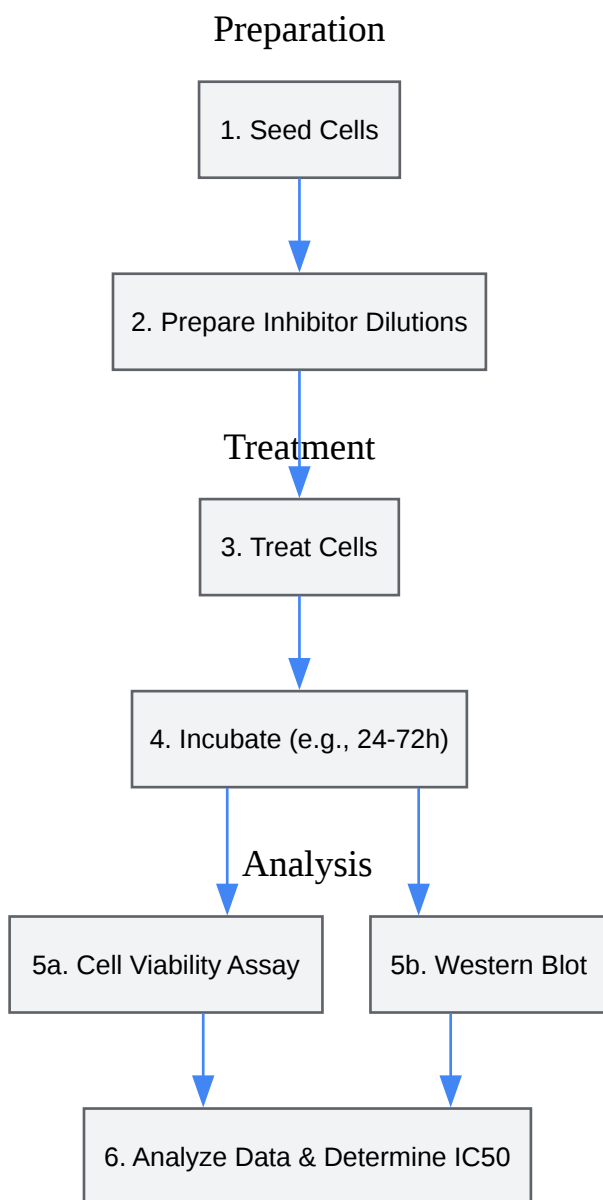 Preparation
1. Seed Cells
2. Prepare Inhibitor Dilutions
Treatment
3. Treat Cells
4. Incubate (e.g., 24-72h)
Analysis
5a. Cell Viability Assay
5b. Western Blot
6. Analyze Data & Determine IC50